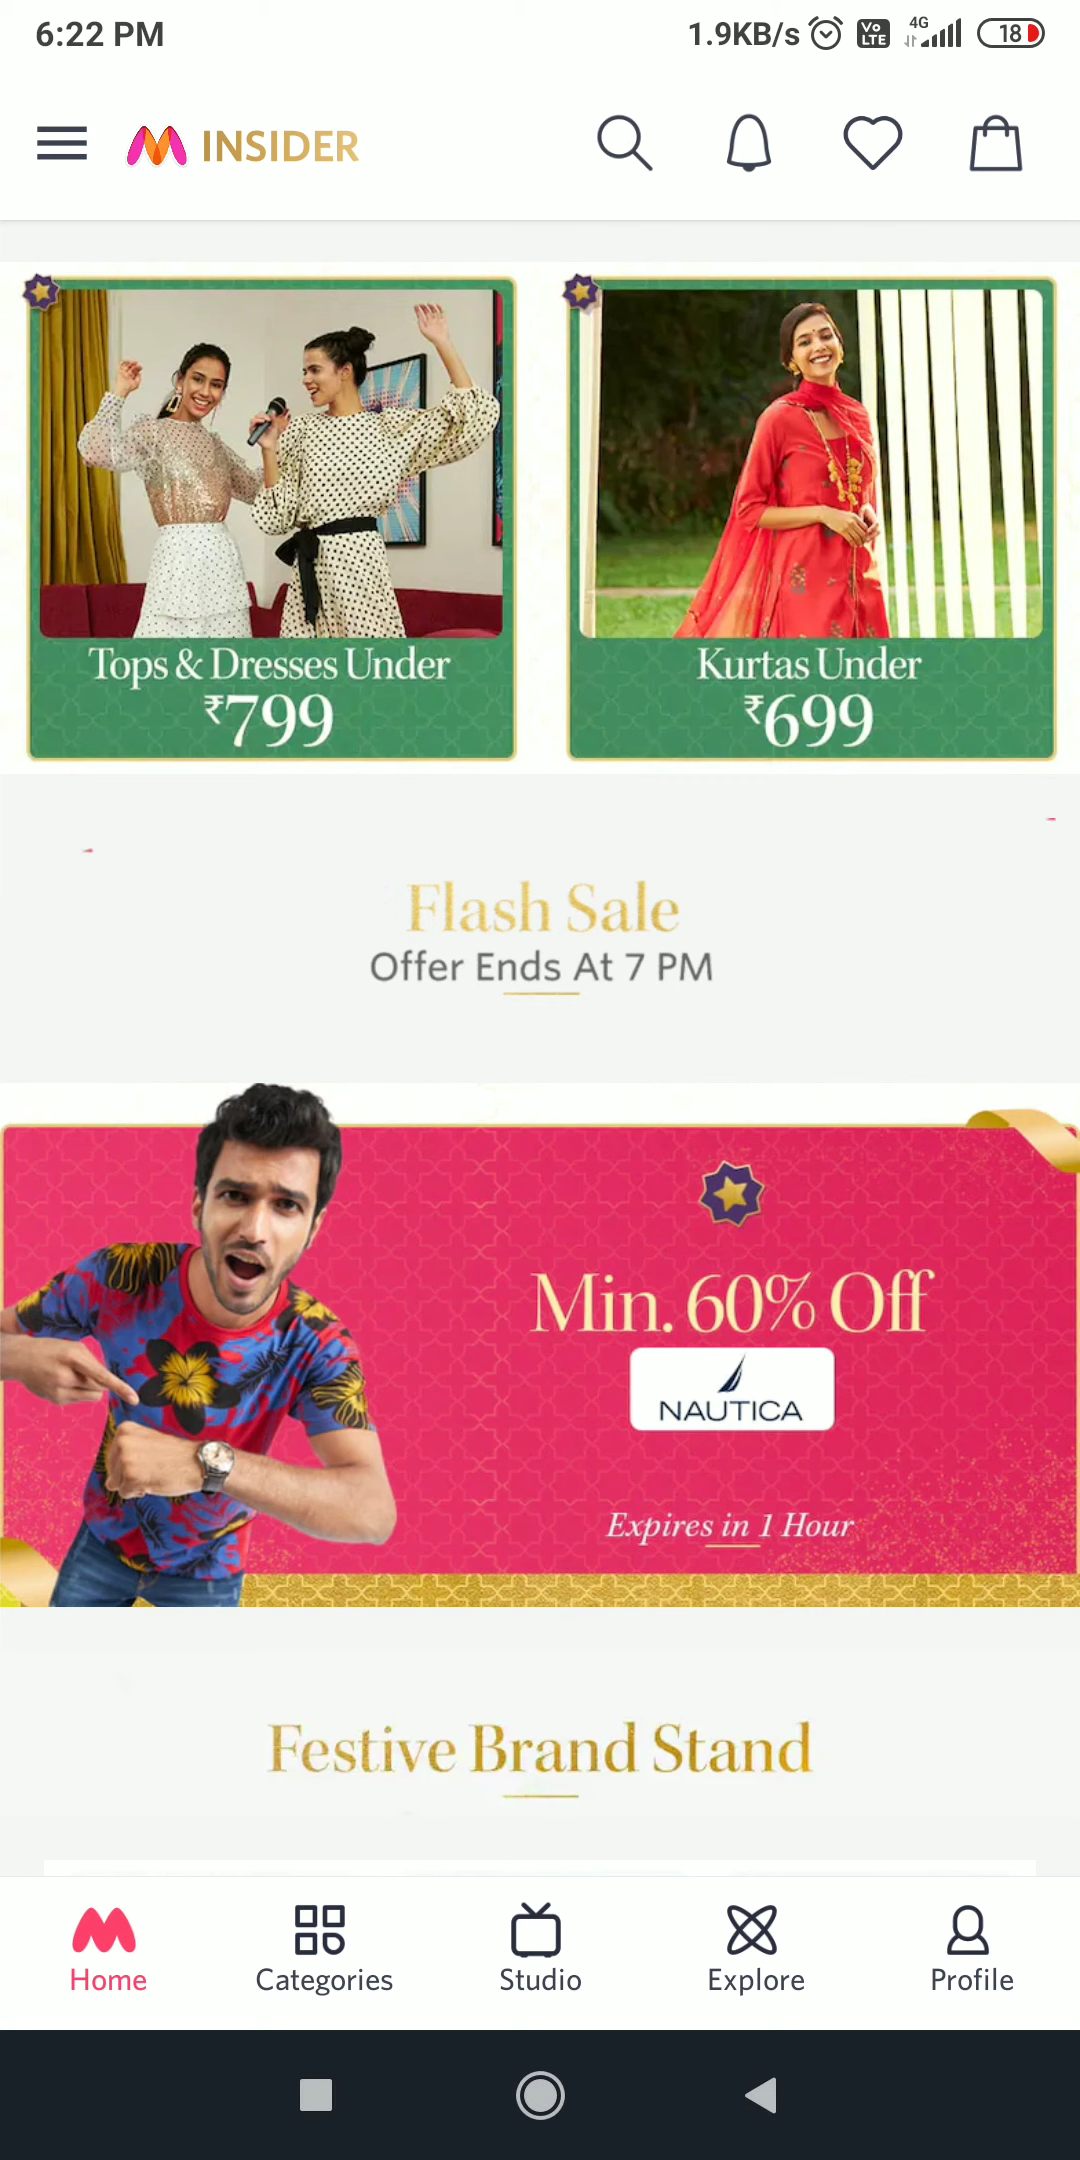 6:22 PM
1.9KB/s
Vo
LTE
4G
18
INSIDER
Tops & Dresses Under
₹799
Kurtas Under
₹699
Flash Sale
Offer Ends At 7 PM
Min. 60% Off
NAUTICA
Expires in 1 Hour
Festive Brand Stand
Home
Categories
Studio
Explore
Profile